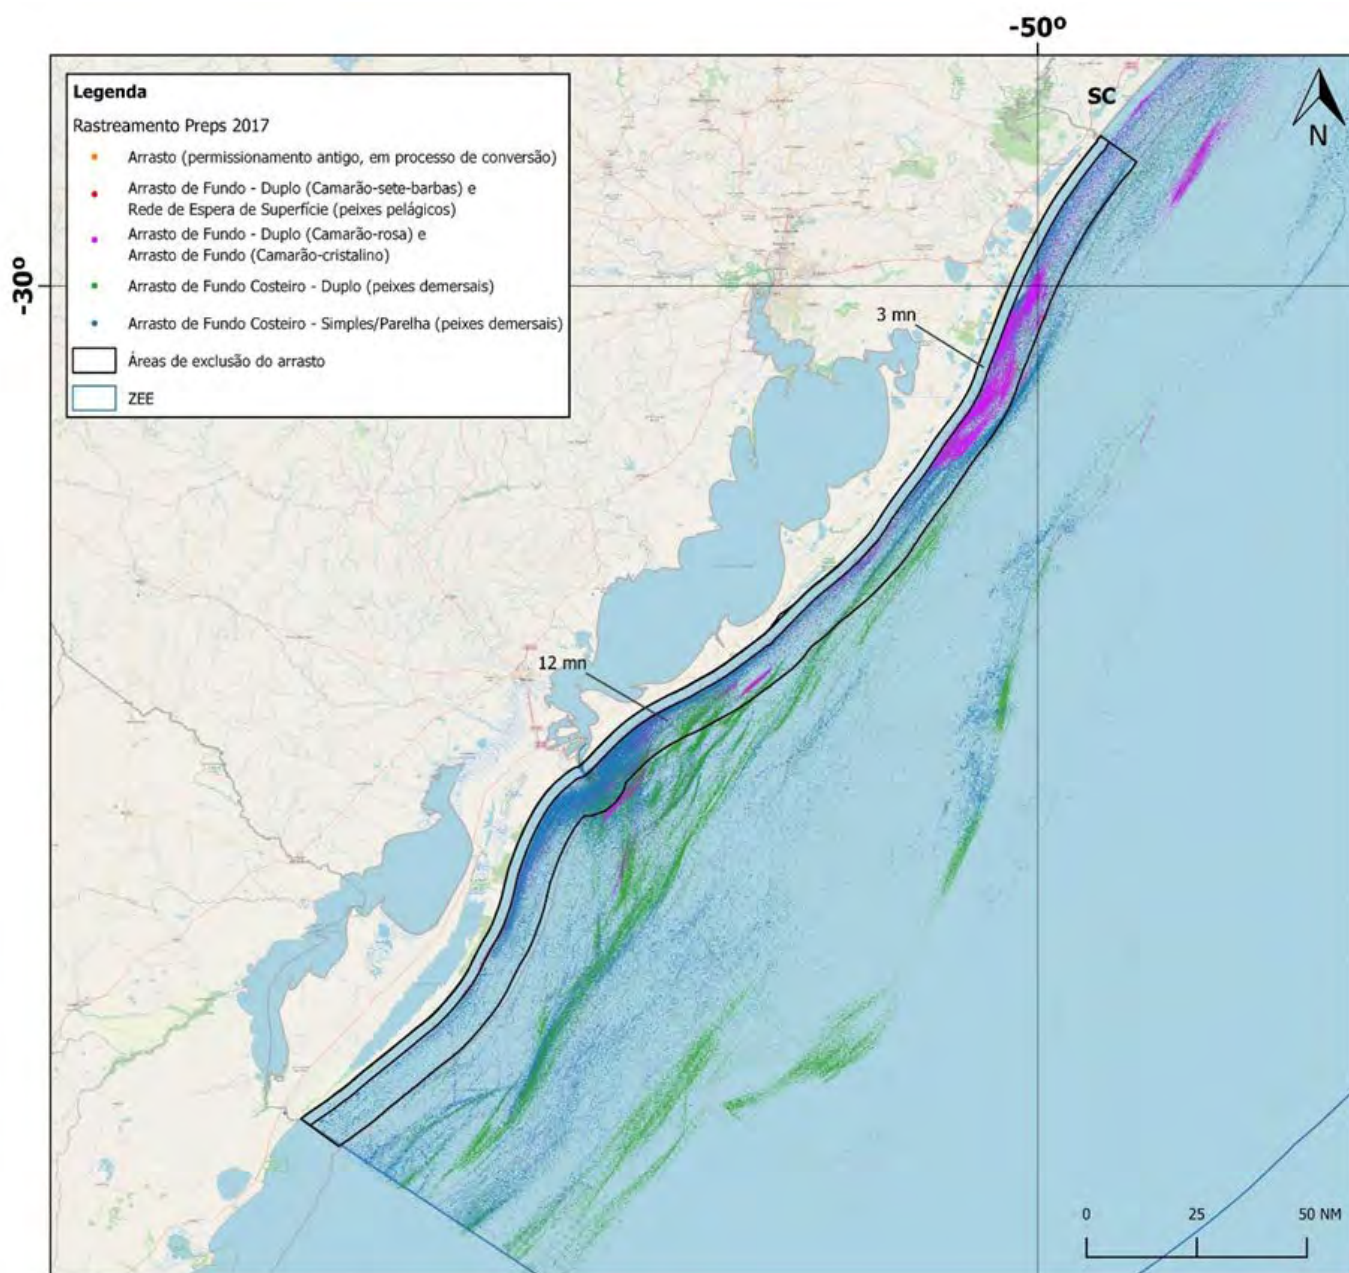 -50º
Legenda
Rastreamento Preps 2017
Arrasto (permissionamento antigo, em processo de conversão)
Arrasto de Fundo - Duplo (Camarão-sete-barbas) e
Rede de Espera de Superfície (peixes pelágicos)
Arrasto de Fundo - Duplo (Camarão-rosa) e
Arrasto de Fundo (Camarão-cristalino)
Arrasto de Fundo Costeiro - Duplo (peixes demersais)
Arrasto de Fundo Costeiro - Simples/Parelha (peixes demersais)
Áreas de exclusão do arrasto
ZEE
SC
N
-30º
3 mn
12 mn
0 25 50 NM